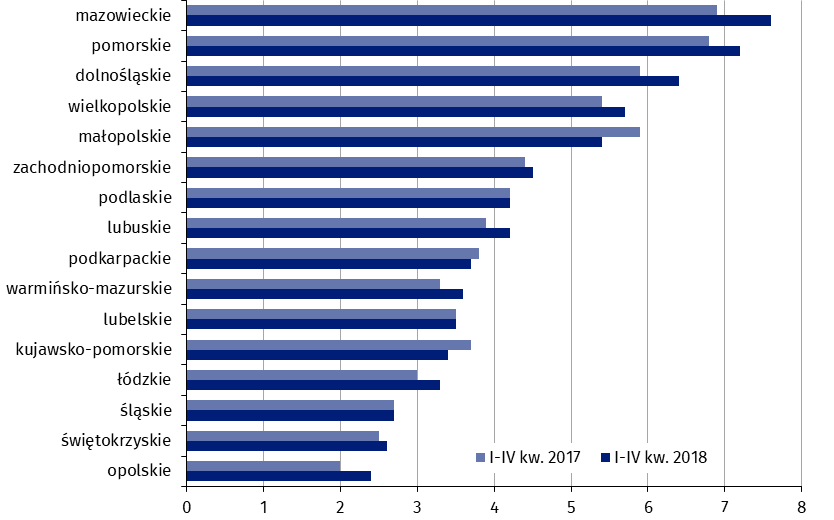 mazowieckie
pomorskie
dolnośląskie
wielkopolskie
małopolskie
zachodniopomorskie
podlaskie
lubuskie
podkarpackie
warmińsko-mazurskie
lubelskie
kujawsko-pomorskie
łódzkie
śląskie
świętokrzyskie
I-IV kw. 2017 I-IV kw. 2018
opolskie
0 1 2 3 4 5 6 7 8